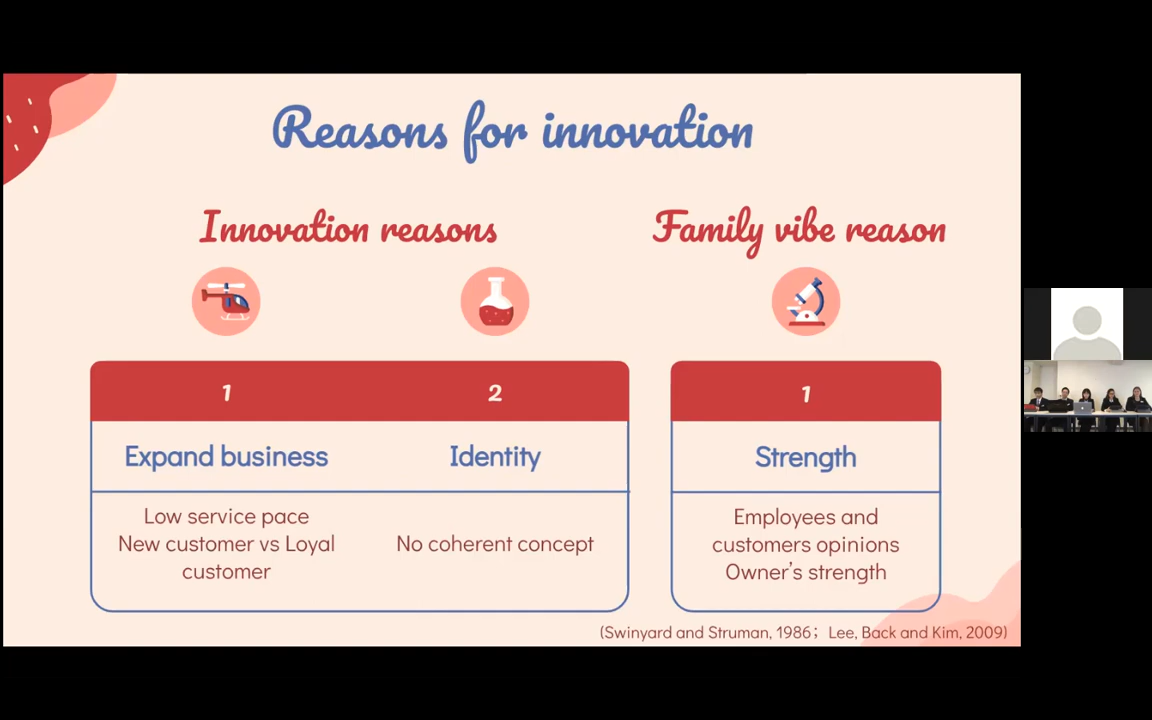 Reasons for innovation
Innovation reasons
Family vibe reason
1
2
1
Expand business
Identity
Strength
Low service pace
New customer vs Loyal
customer
No coherent concept
Employees and
customers opinions
Owner's strength
(Swinyard and Struman, 1986; Lee, Back and Kim, 2009)